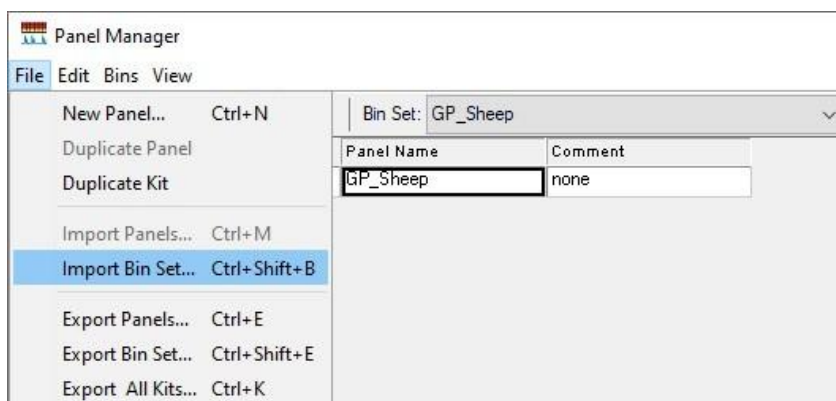 Panel Manager
File Edit Bins View
New Panel... Ctrl+N
Duplicate Panel
Duplicate Kit
Import Panels... Ctrl+M
Import Bin Set... Ctrl+Shift+B
Export Panels... Ctrl+E
Export Bin Set... Ctrl+Shift+E
Export All Kits... Ctrl+K
Bin Set: GP_Sheep
Panel Name Comment
GP_Sheep none